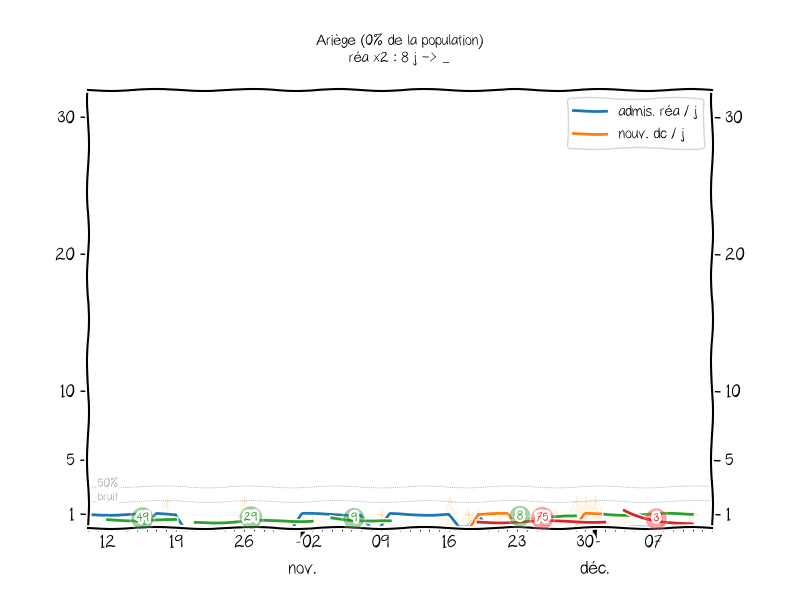 Ariège (0% de la population)
réa x2 : 8 j -> _
admis. réa / j
nouv. dc / j
30 30
20 20
10 10
5 5
50%
bruit
1 49 29 9 8 75 3 1
12 19 26 02 09 16 23 30 07
nov. déc.